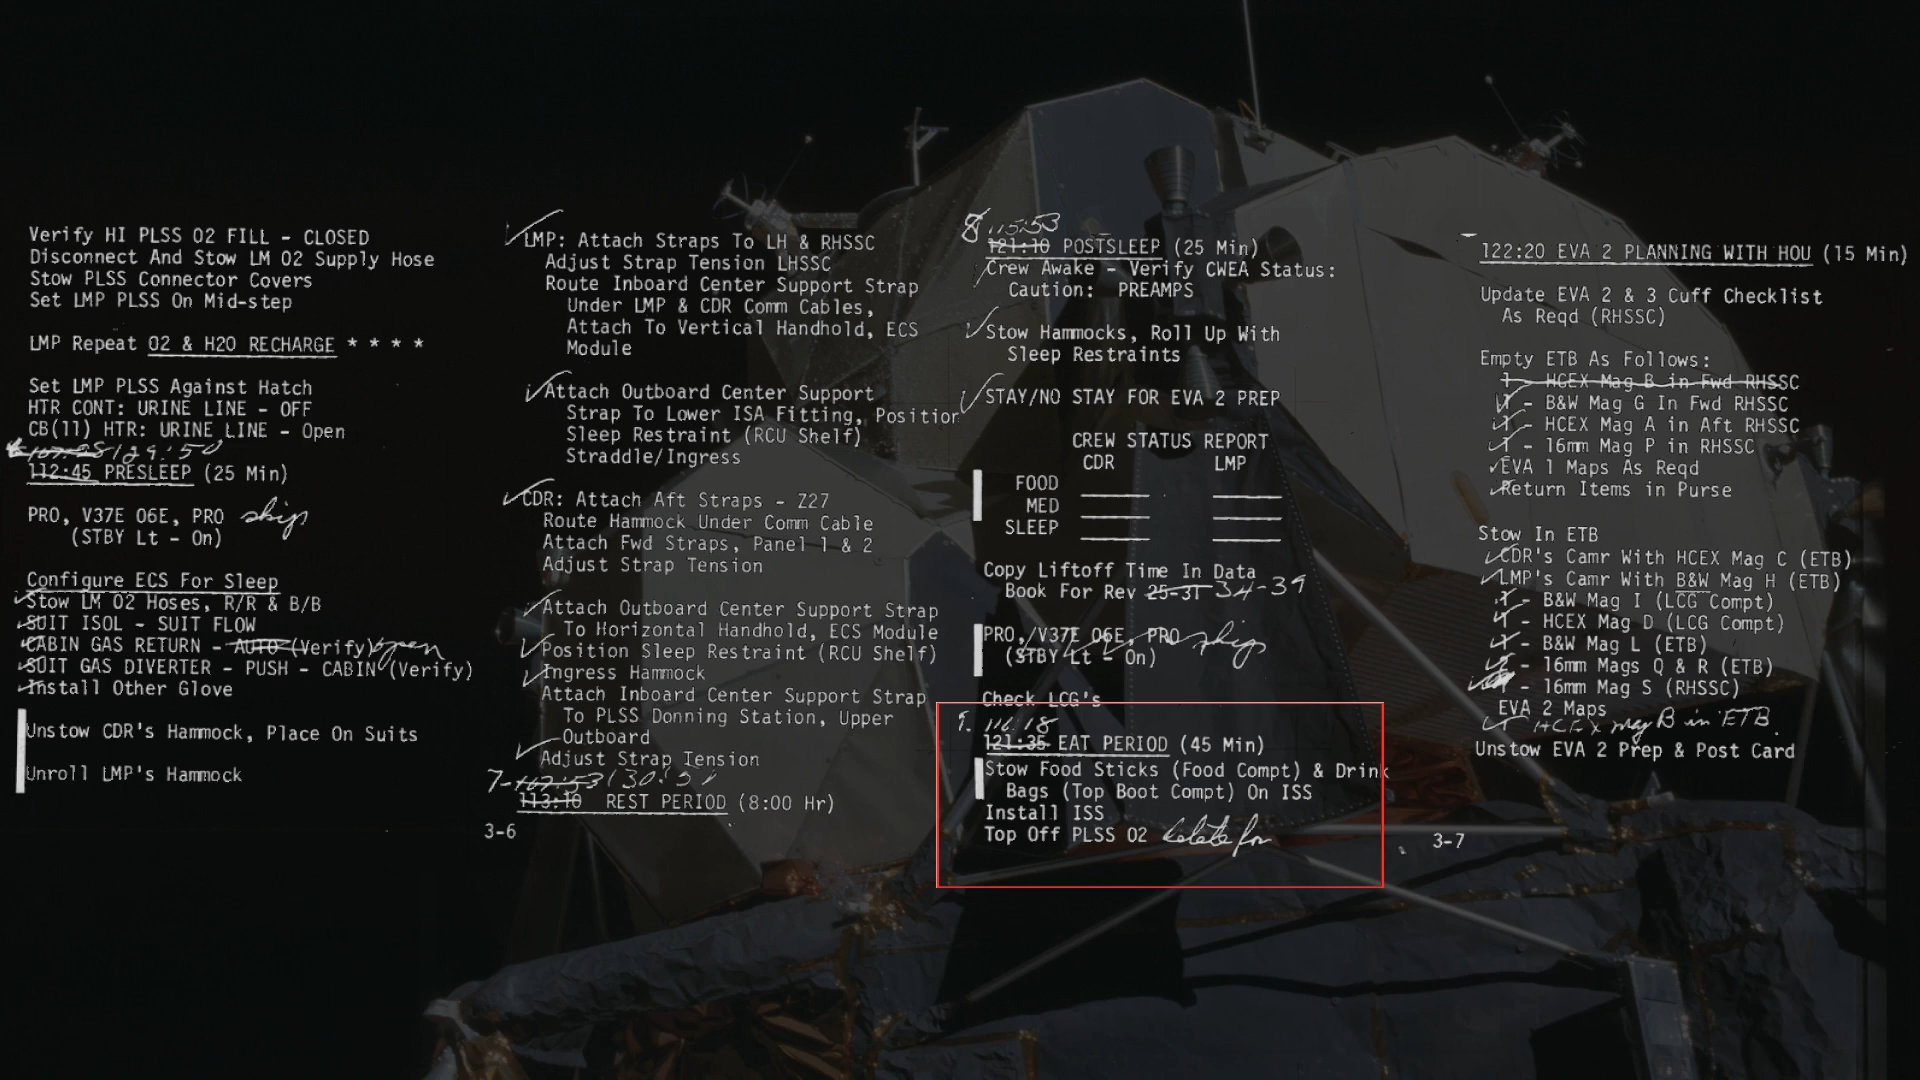 Verify HI PLSS O2 FILL - CLOSED
Disconnect And Stow LM O2 Supply Hose
Stow PLSS Connector Covers
Set LMP PLSS On Mid-step
LMP Repeat O2 & H2O RECHARGE * * * *
Set LMP PLSS Against Hatch
HTR CONT: URINE LINE - OFF
CB(11) HTR: URINE LINE - Open
129:50
112:45 PRESLEEP (25 Min)
PRO, V37E 06E, PRO skip
(STBY Lt - On)
Configure ECS For Sleep
Stow LM O2 Hoses, R/R & B/B
SUIT ISOL - SUIT FLOW
CABIN GAS RETURN - AUTO (Verify) open
SUIT GAS DIVERTER - PUSH - CABIN (Verify)
Install Other Glove
Unstow CDR's Hammock, Place On Suits
Unroll LMP's Hammock
LMP: Attach Straps To LH & RHSSC
Adjust Strap Tension LHSSC
Route Inboard Center Support Strap
Under LMP & CDR Comm Cables,
Attach To Vertical Handhold, ECS
Module
Attach Outboard Center Support
Strap To Lower ISA Fitting, Position
Sleep Restraint (RCU Shelf)
Straddle/Ingress
CDR: Attach Aft Straps - Z27
Route Hammock Under Comm Cable
Attach Fwd Straps, Panel 1 & 2
Adjust Strap Tension
Attach Outboard Center Support Strap
To Horizontal Handhold, ECS Module
Position Sleep Restraint (RCU Shelf)
Ingress Hammock
Attach Inboard Center Support Strap
To PLSS Donning Station, Upper
Outboard
Adjust Strap Tension
7- 107:53
113:10 REST PERIOD (8:00 Hr)
3-6
8 115:53
121:10 POSTSLEEP (25 Min)
Crew Awake - Verify CWEA Status:
Caution: PREAMPS
Stow Hammocks, Roll Up With
Sleep Restraints
STAY/NO STAY FOR EVA 2 PREP
CREW STATUS REPORT
CDR LMP
FOOD
MED
SLEEP
Copy Liftoff Time In Data
Book For Rev 25-31 34-39
PRO, V37E 06E, PRO skip
(STBY Lt - On)
Check LCG's
9. 116:18
121:35 EAT PERIOD (45 Min)
Stow Food Sticks (Food Compt) & Drink
Bags (Top Boot Compt) On ISS
Install ISS
Top Off PLSS O2
122:20 EVA 2 PLANNING WITH HOU (15 Min)
Update EVA 2 & 3 Cuff Checklist
As Reqd (RHSSC)
Empty ETB As Follows:
1 - HCEX Mag B in Fwd RHSSC
1 - B&W Mag G In Fwd RHSSC
1 - HCEX Mag A in Aft RHSSC
1 - 16mm Mag P in RHSSC
EVA 1 Maps As Reqd
Return Items in Purse
Stow In ETB
CDR's Camr With HCEX Mag C (ETB)
LMP's Camr With B&W Mag H (ETB)
1 - B&W Mag I (LCG Compt)
1 - HCEX Mag D (LCG Compt)
1 - B&W Mag L (ETB)
2 - 16mm Mags Q & R (ETB)
- 16mm Mag S (RHSSC)
EVA 2 Maps
1 HCEX mag B in ETB.
Unstow EVA 2 Prep & Post Card
3-7